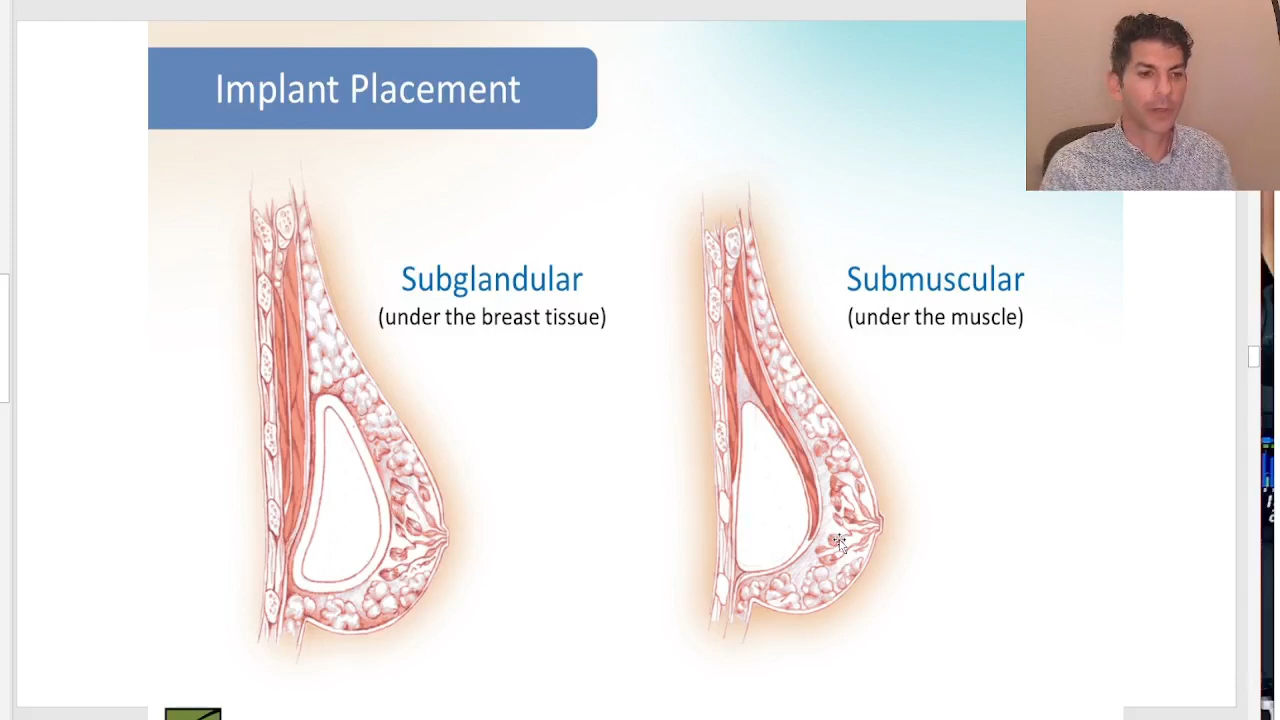 Implant Placement
Subglandular
(under the breast tissue)
Submuscular
(under the muscle)